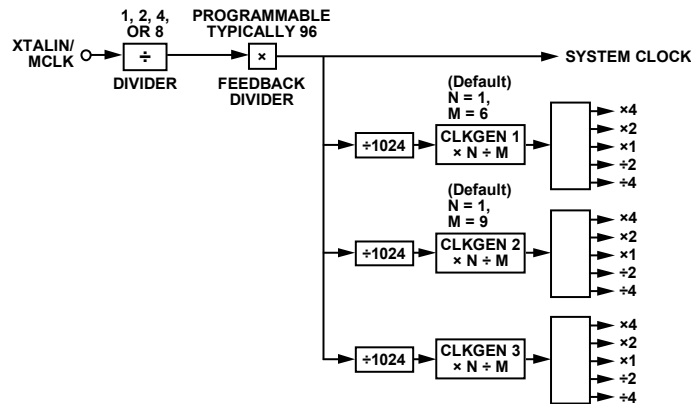 1, 2, 4,
OR 8
PROGRAMMABLE
TYPICALLY 96
XTALIN/
MCLK
÷
×
SYSTEM CLOCK
DIVIDER
FEEDBACK
DIVIDER
(Default)
N = 1,
M = 6
÷1024
CLKGEN 1
× N ÷ M
×4
×2
×1
÷2
÷4
(Default)
N = 1,
M = 9
÷1024
CLKGEN 2
× N ÷ M
×4
×2
×1
÷2
÷4
÷1024
CLKGEN 3
× N ÷ M
×4
×2
×1
÷2
÷4